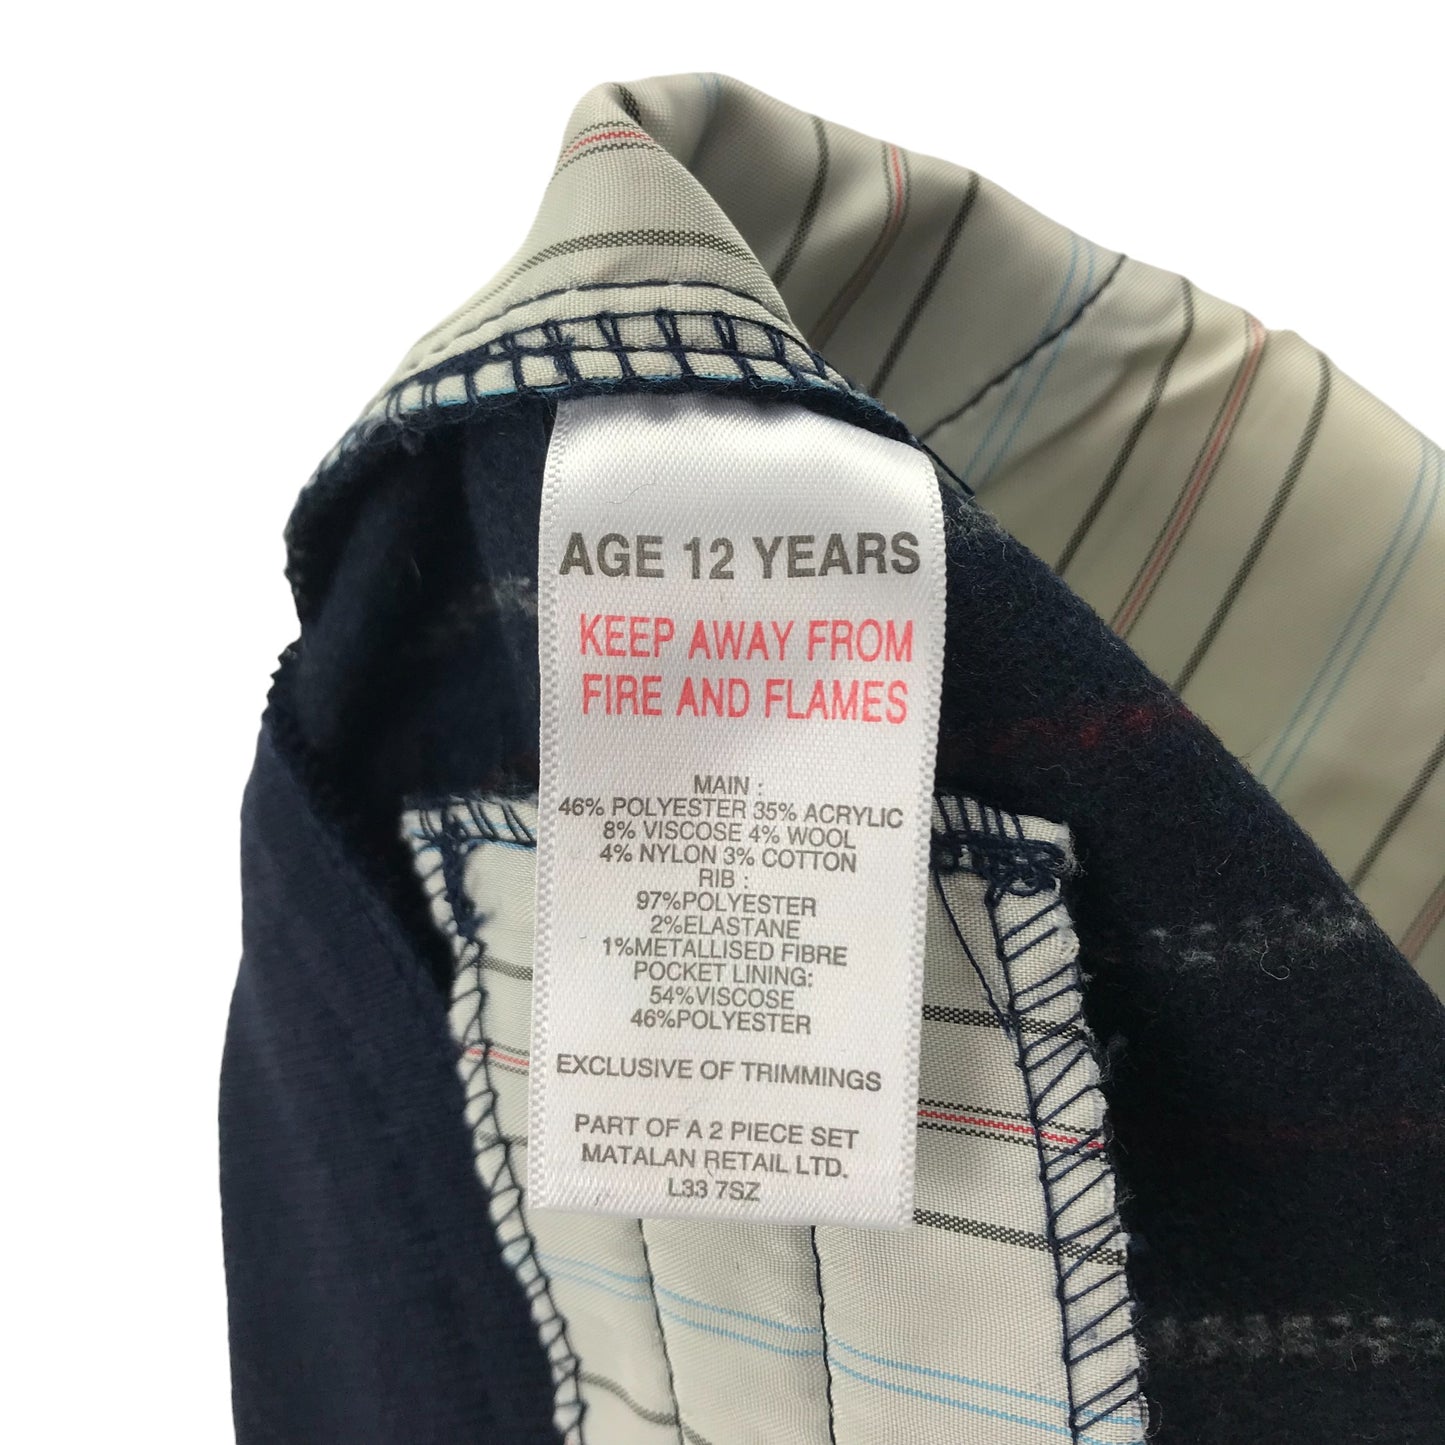 AGE 12 YEARS
KEEP AWAY FROM
FIRE AND FLAMES
MAIN :
46% POLYESTER 35% ACRYLIC
8% VISCOSE 4% WOOL
4% NYLON 3% COTTON
RIB :
97%POLYESTER
2%ELASTANE
1%METALLISED FIBRE
POCKET LINING:
54%VISCOSE
46%POLYESTER
EXCLUSIVE OF TRIMMINGS
PART OF A 2 PIECE SET
MATALAN RETAIL LTD.
L33 7SZ